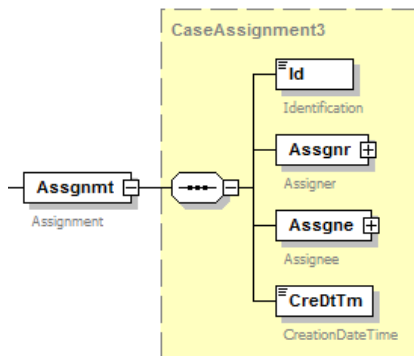 CaseAssignment3
Id
Identification
Assgnr
Assigner
Assgnmt
Assignment
Assgne
Assignee
CreDtTm
CreationDateTime